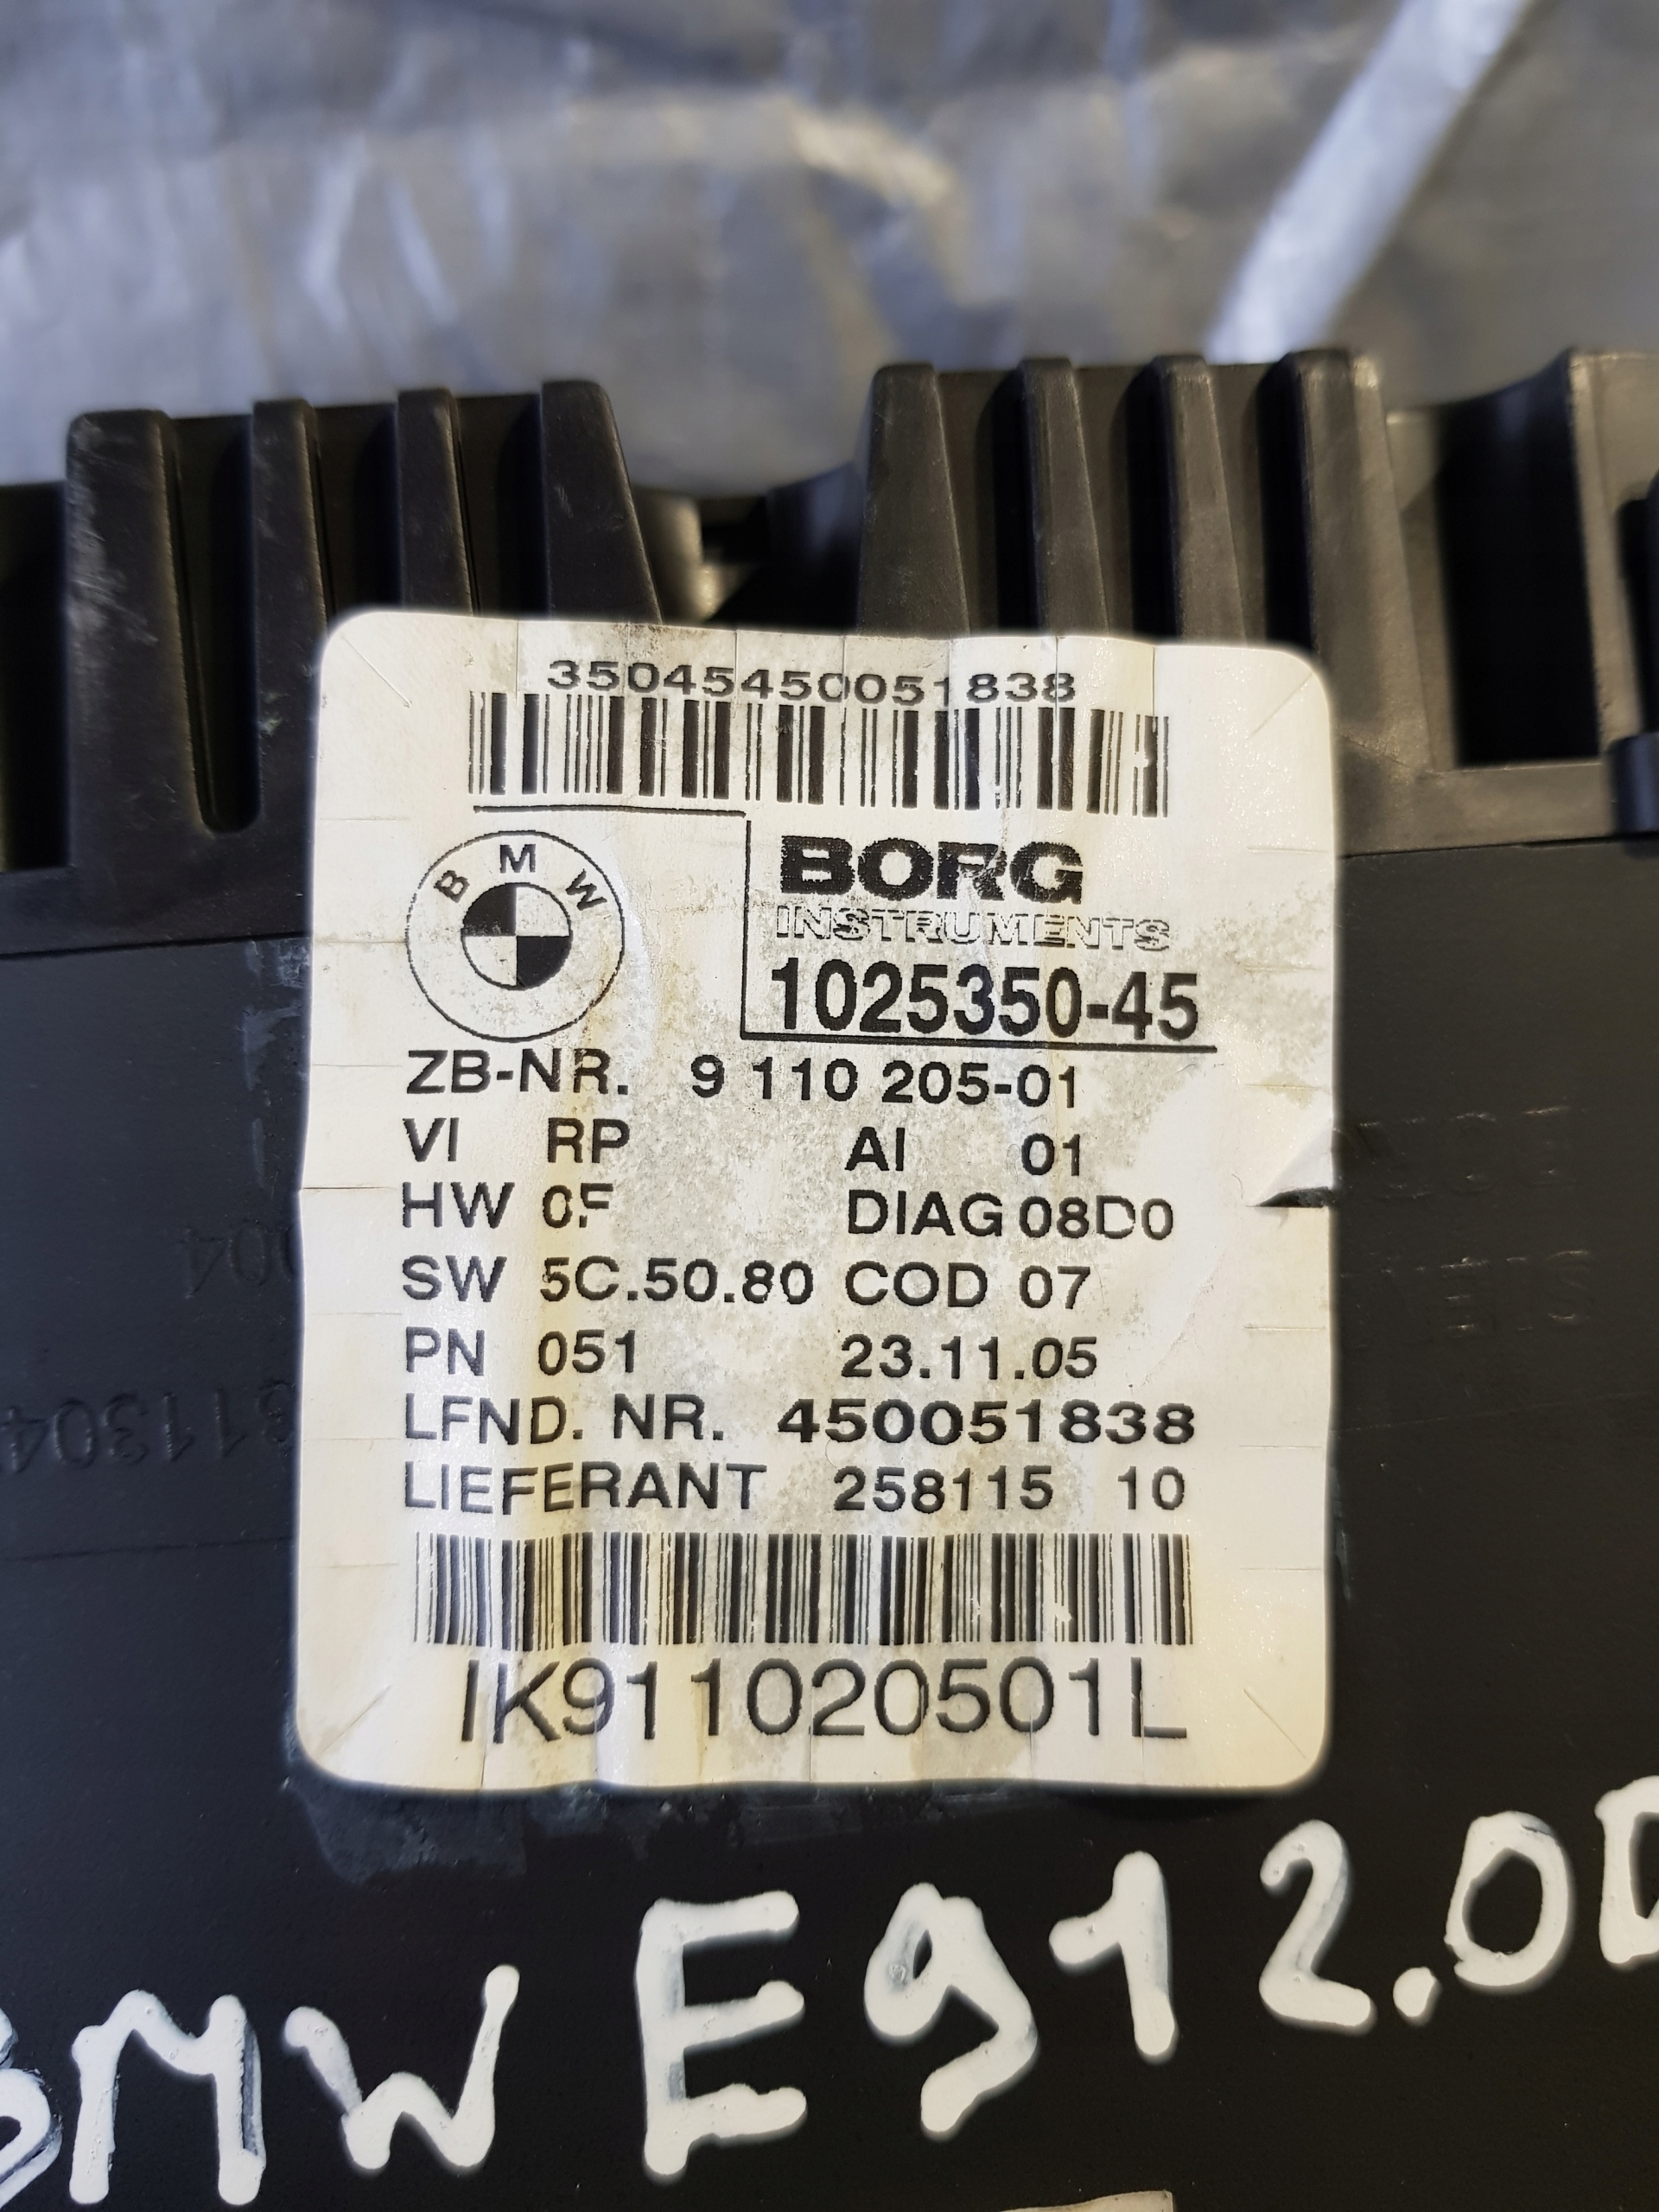 35045450051838
BMW
BORG
INSTRUMENTS
1025350-45
ZB-NR. 9 110 205-01
VI RP AI 01
HW 0F DIAG 08D0
SW 5C.50.80 COD 07
PN 051 23.11.05
LFND. NR. 450051838
LIEFERANT 258115 10
IK911020501L
BMW E91 2.0D